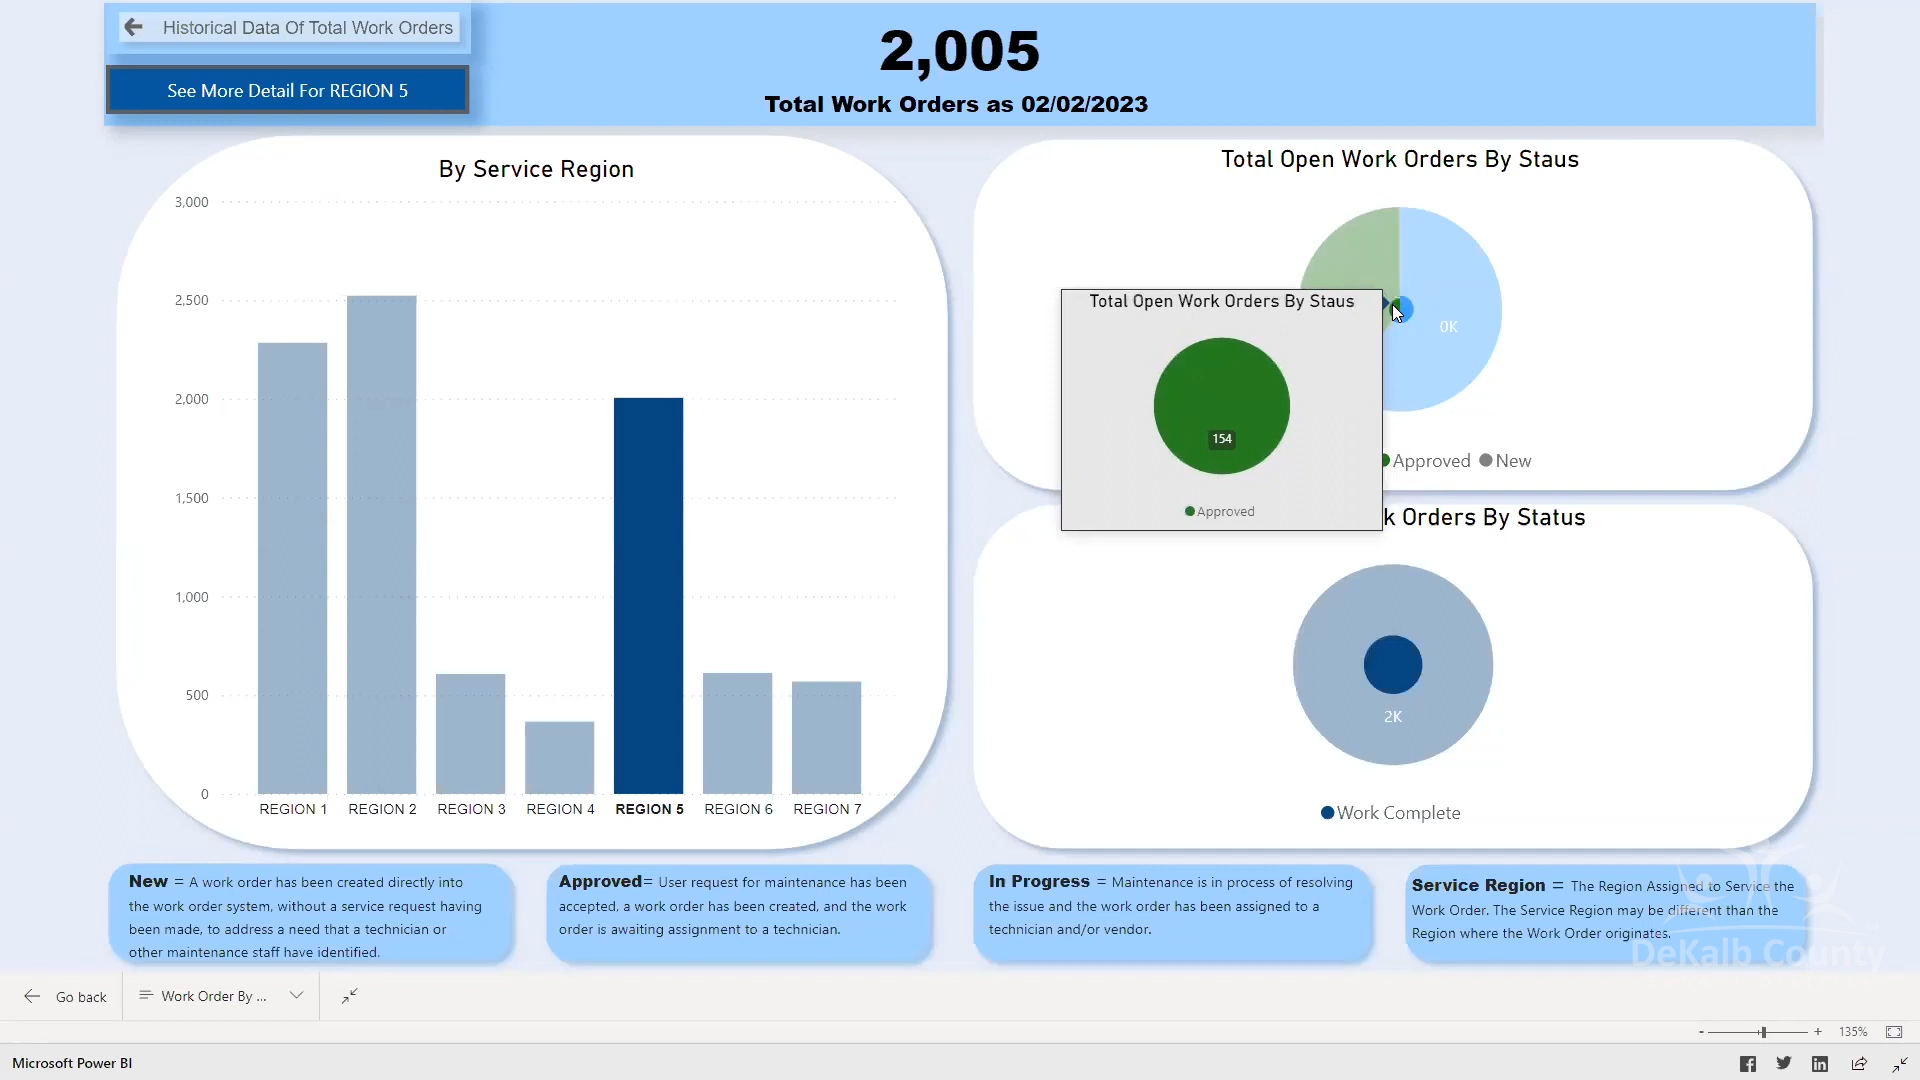 Historical Data Of Total Work Orders
See More Detail For REGION 5
2,005
Total Work Orders as 02/02/2023
By Service Region
3,000
2,500
2,000
1,500
1,000
500
0
REGION 1 REGION 2 REGION 3 REGION 4 REGION 5 REGION 6 REGION 7
Total Open Work Orders By Staus
0K
Approved New
Total Open Work Orders By Staus
154
Approved
k Orders By Status
2K
Work Complete
New = A work order has been created directly into
the work order system, without a service request having
been made, to address a need that a technician or
other maintenance staff have identified.
Approved= User request for maintenance has been
accepted, a work order has been created, and the work
order is awaiting assignment to a technician.
In Progress = Maintenance is in process of resolving
the issue and the work order has been assigned to a
technician and/or vendor.
Service Region = The Region Assigned to Service the
Work Order. The Service Region may be different than the
Region where the Work Order originates.
DeKalb County
Go back
Work Order By ...
- + 135%
Microsoft Power BI